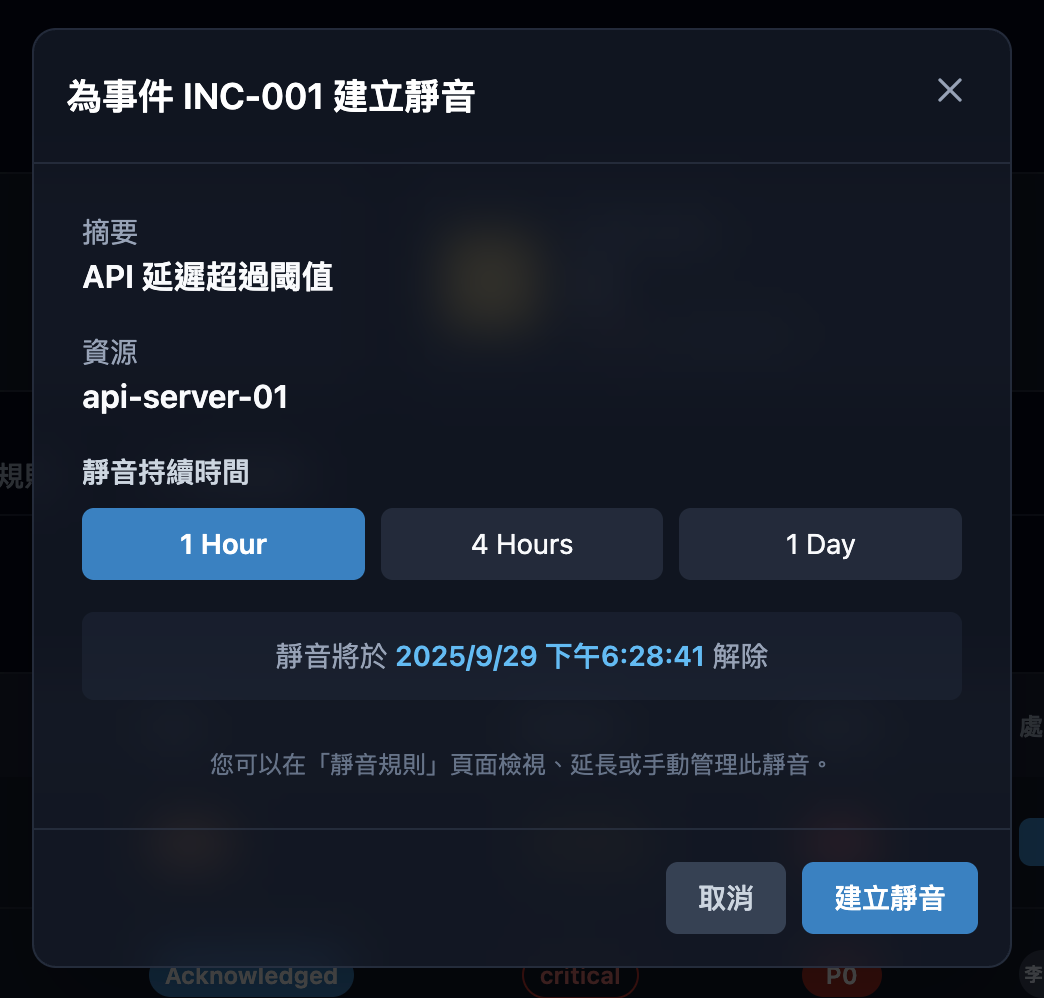 為事件 INC-001 建立靜音
摘要
API 延遲超過閾值
資源
api-server-01
靜音持續時間
1 Hour
4 Hours
1 Day
靜音將於 2025/9/29 下午6:28:41 解除
您可以在「靜音規則」頁面檢視、延長或手動管理此靜音。
取消
建立靜音
規則
處
Acknowledged
critical
P0
李